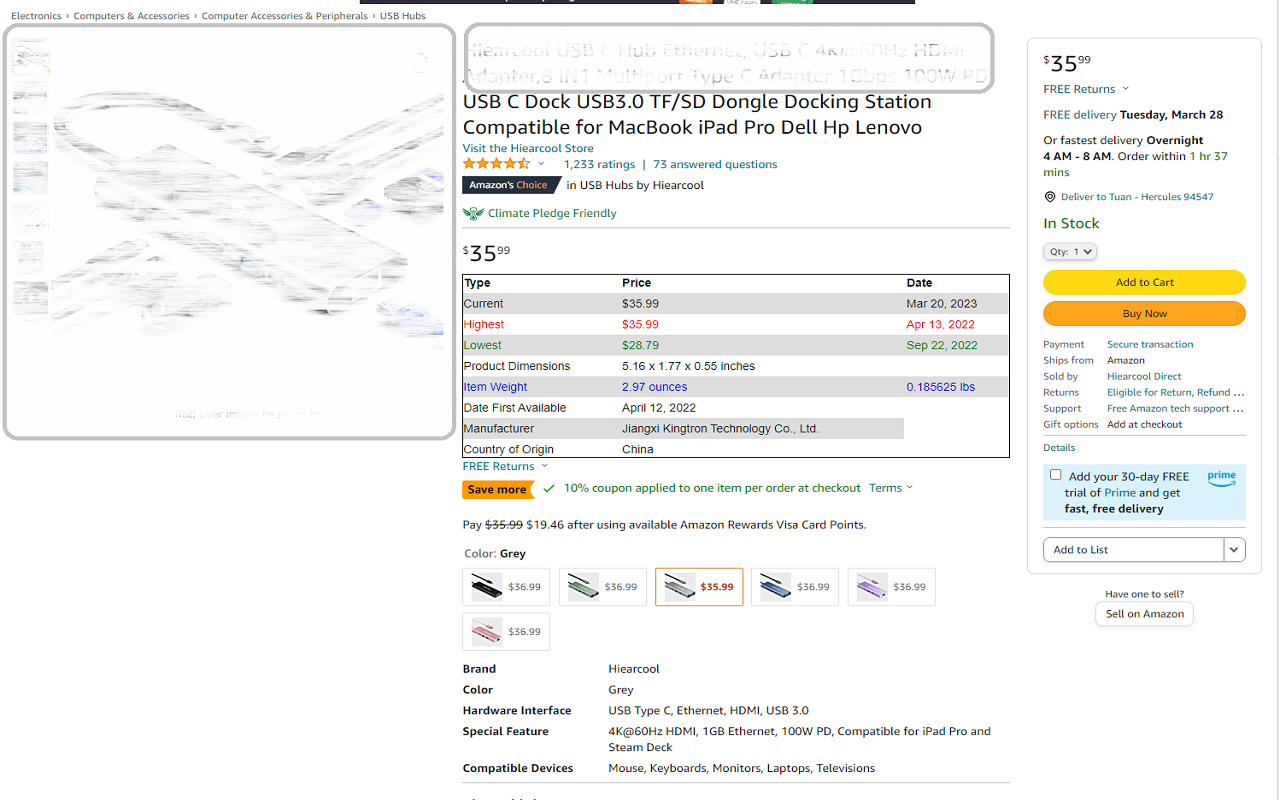 Electronics › Computers & Accessories › Computer Accessories & Peripherals › USB Hubs
Roll over image to zoom in
Hiearcool USB C Hub Ethernet, USB C 4K@60Hz HDMI
Adapter,8 IN1 Multiport Type C Adapter 1Gbps 100W PD
USB C Dock USB3.0 TF/SD Dongle Docking Station
Compatible for MacBook iPad Pro Dell Hp Lenovo
Visit the Hiearcool Store
1,233 ratings | 73 answered questions
Amazon's Choice in USB Hubs by Hiearcool
Climate Pledge Friendly
$35.99
Type Price Date
Current $35.99 Mar 20, 2023
Highest $35.99 Apr 13, 2022
Lowest $28.79 Sep 22, 2022
Product Dimensions 5.16 x 1.77 x 0.55 inches
Item Weight 2.97 ounces 0.185625 lbs
Date First Available April 12, 2022
Manufacturer Jiangxi Kingtron Technology Co., Ltd.
Country of Origin China
FREE Returns
Save more 10% coupon applied to one item per order at checkout Terms
Pay $35.99 $19.46 after using available Amazon Rewards Visa Card Points.
Color: Grey
$36.99 $36.99 $35.99 $36.99 $36.99
$36.99
Brand Hiearcool
Color Grey
Hardware Interface USB Type C, Ethernet, HDMI, USB 3.0
Special Feature 4K@60Hz HDMI, 1GB Ethernet, 100W PD, Compatible for iPad Pro and
Steam Deck
Compatible Devices Mouse, Keyboards, Monitors, Laptops, Televisions
$35.99
FREE Returns
FREE delivery Tuesday, March 28
Or fastest delivery Overnight
4 AM - 8 AM. Order within 1 hr 37
mins
Deliver to Tuan - Hercules 94547
In Stock
Qty: 1
Add to Cart
Buy Now
Payment Secure transaction
Ships from Amazon
Sold by Hiearcool Direct
Returns Eligible for Return, Refund ...
Support Free Amazon tech support ...
Gift options Add at checkout
Details
Add your 30-day FREE
trial of Prime and get
fast, free delivery
prime
Add to List
Have one to sell?
Sell on Amazon